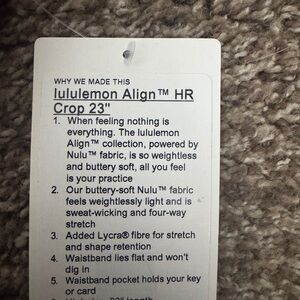 WHY WE MADE THIS
lululemon Align™ HR
Crop 23"
1. When feeling nothing is
everything. The lululemon
Align™ collection, powered by
Nulu™ fabric, is so weightless
and buttery soft, all you feel
is your practice
2. Our buttery-soft Nulu™ fabric
feels weightlessly light and is
sweat-wicking and four-way
stretch
3. Added Lycra® fibre for stretch
and shape retention
4. Waistband lies flat and won't
dig in
5. Waistband pocket holds your key
or card